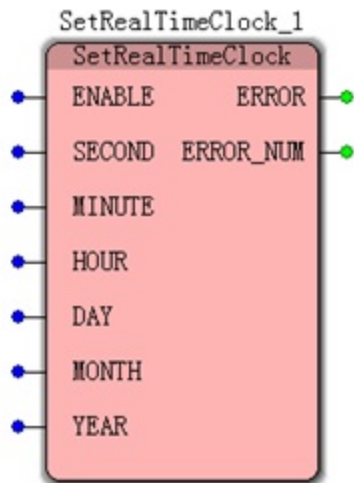 SetRealTimeClock_1
SetRealTimeClock
ENABLE ERROR
SECOND ERROR_NUM
MINUTE
HOUR
DAY
MONTH
YEAR